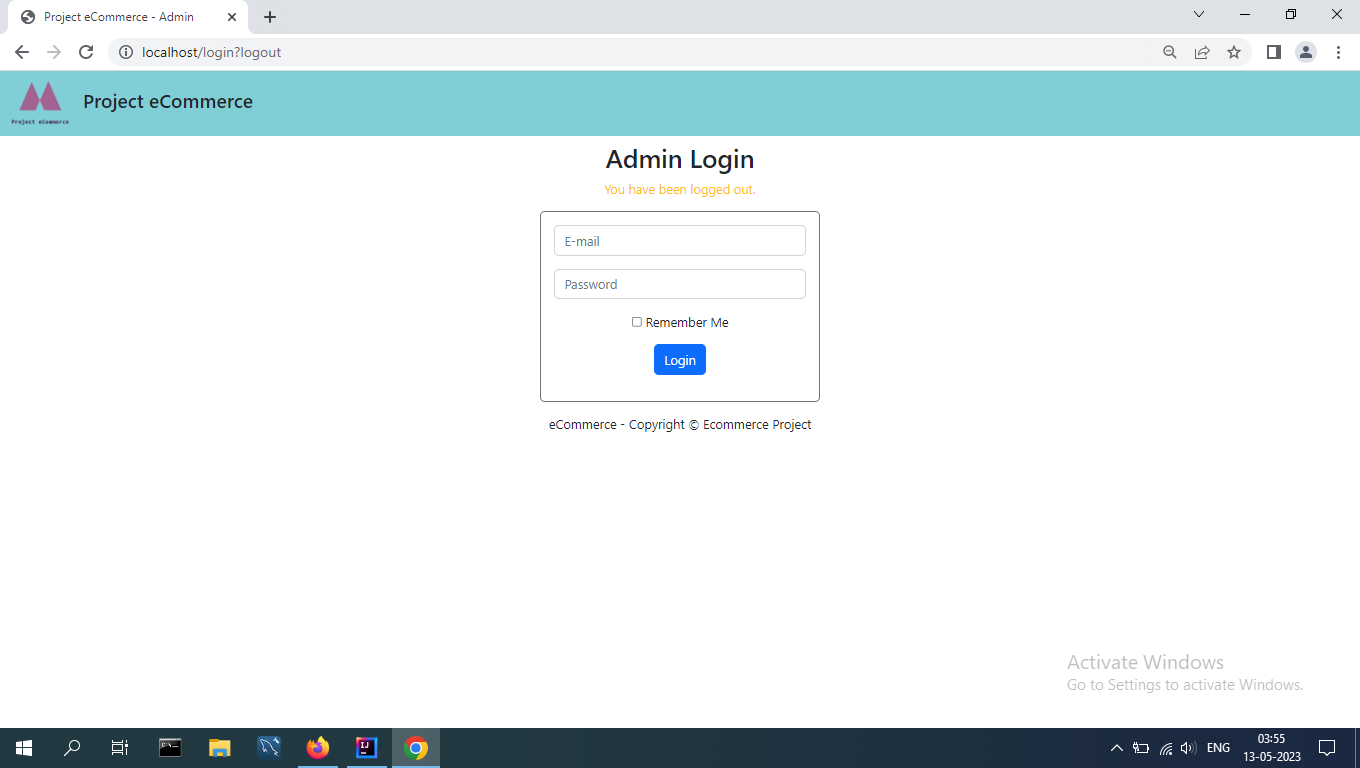 Project eCommerce - Admin
localhost/login?logout
Project eCommerce
Project eCommerce
Admin Login
You have been logged out.
E-mail
Password
Remember Me
Login
eCommerce - Copyright © Ecommerce Project
Activate Windows
Go to Settings to activate Windows.
IJ
ENG
03:55
13-05-2023